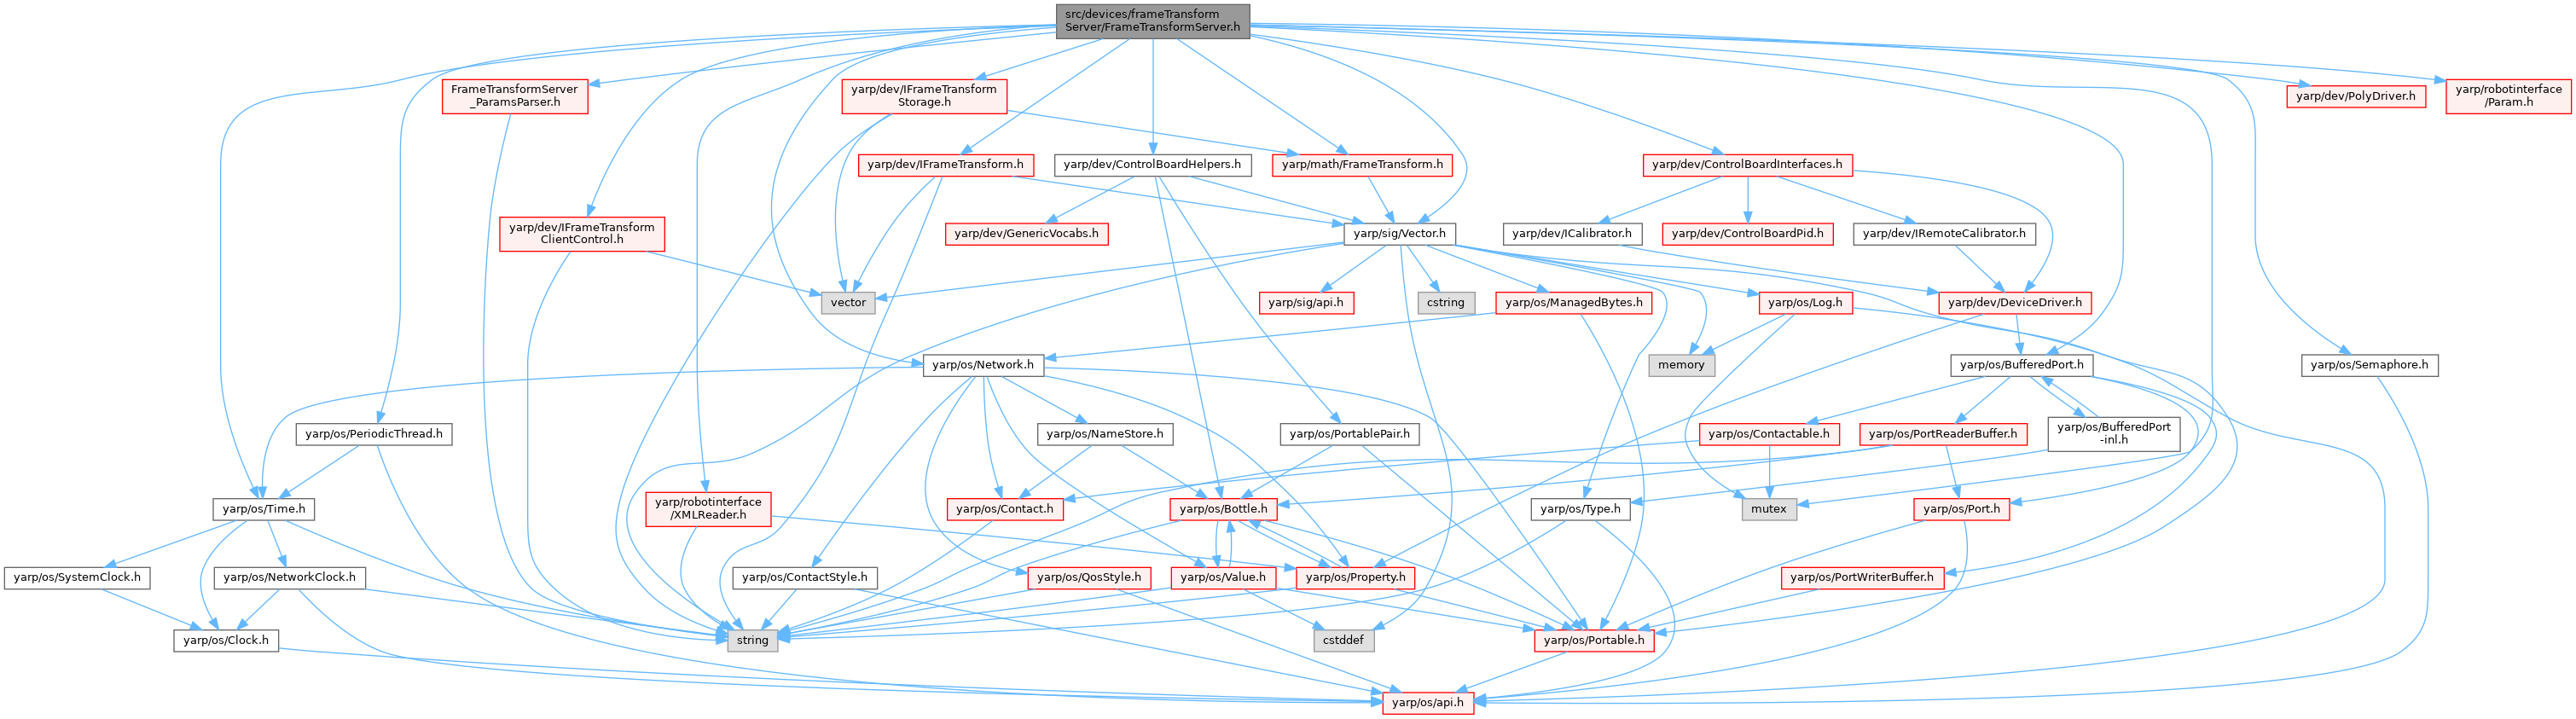 src/devices/frameTransform
Server/FrameTransformServer.h
FrameTransformServer
_ParamsParser.h
yarp/dev/IFrameTransform
Storage.h
yarp/dev/PolyDriver.h
yarp/robotinterface
/Param.h
yarp/dev/IFrameTransform.h
yarp/dev/ControlBoardHelpers.h
yarp/math/FrameTransform.h
yarp/dev/ControlBoardInterfaces.h
yarp/dev/IFrameTransform
ClientControl.h
yarp/dev/GenericVocabs.h
yarp/sig/Vector.h
yarp/dev/ICalibrator.h
yarp/dev/ControlBoardPid.h
yarp/dev/IRemoteCalibrator.h
vector
yarp/sig/api.h
cstring
yarp/os/ManagedBytes.h
yarp/os/Log.h
yarp/dev/DeviceDriver.h
yarp/os/Network.h
memory
yarp/os/BufferedPort.h
yarp/os/Semaphore.h
yarp/os/PeriodicThread.h
yarp/os/NameStore.h
yarp/os/PortablePair.h
yarp/os/Contactable.h
yarp/os/PortReaderBuffer.h
yarp/os/BufferedPort
-inl.h
yarp/os/Time.h
yarp/robotinterface
/XMLReader.h
yarp/os/Contact.h
yarp/os/Bottle.h
yarp/os/Type.h
mutex
yarp/os/Port.h
yarp/os/SystemClock.h
yarp/os/NetworkClock.h
yarp/os/ContactStyle.h
yarp/os/QosStyle.h
yarp/os/Value.h
yarp/os/Property.h
yarp/os/PortWriterBuffer.h
yarp/os/Clock.h
string
cstddef
yarp/os/Portable.h
yarp/os/api.h